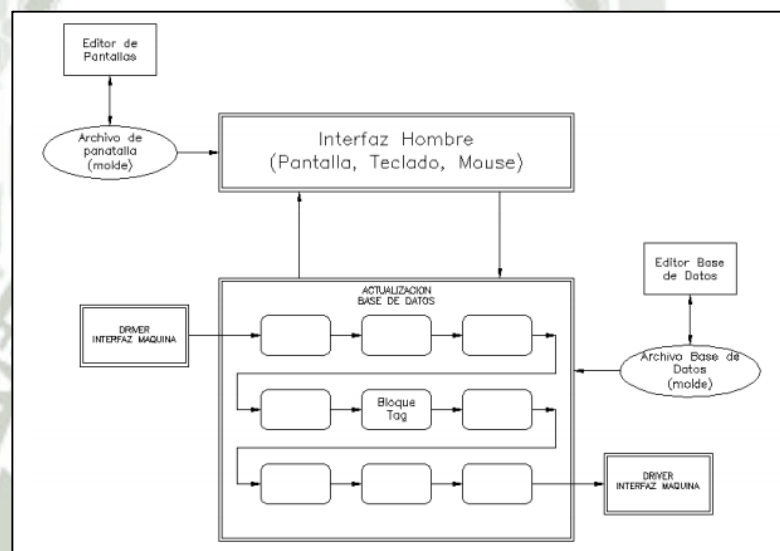 Editor de
Pantallas
Archivo de
panatalla
(molde)
Interfaz Hombre
(Pantalla, Teclado, Mouse)
Editor Base
de Datos
ACTUALIZACION
BASE DE DATOS
DRIVER
INTERFAZ MAQUINA
Archivo Base de
Datos
(molde)
Bloque
Tag
DRIVER
INTERFAZ MAQUINA